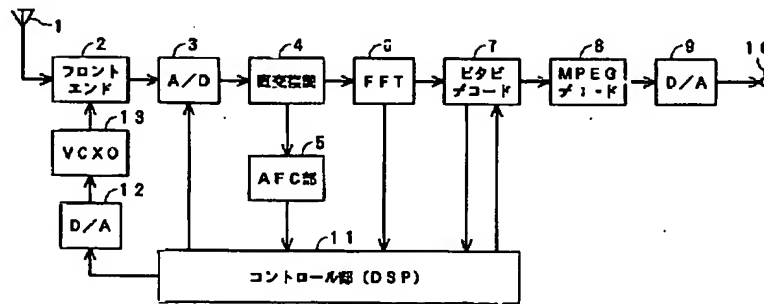 1
2
3
4
6
7
8
9
10
フロント
エンド
A/D
直交復調
FFT
ビタビ
デコード
MPEG
デコード
D/A
13
VCXO
5
AFC部
12
D/A
11
コントロール部(DSP)